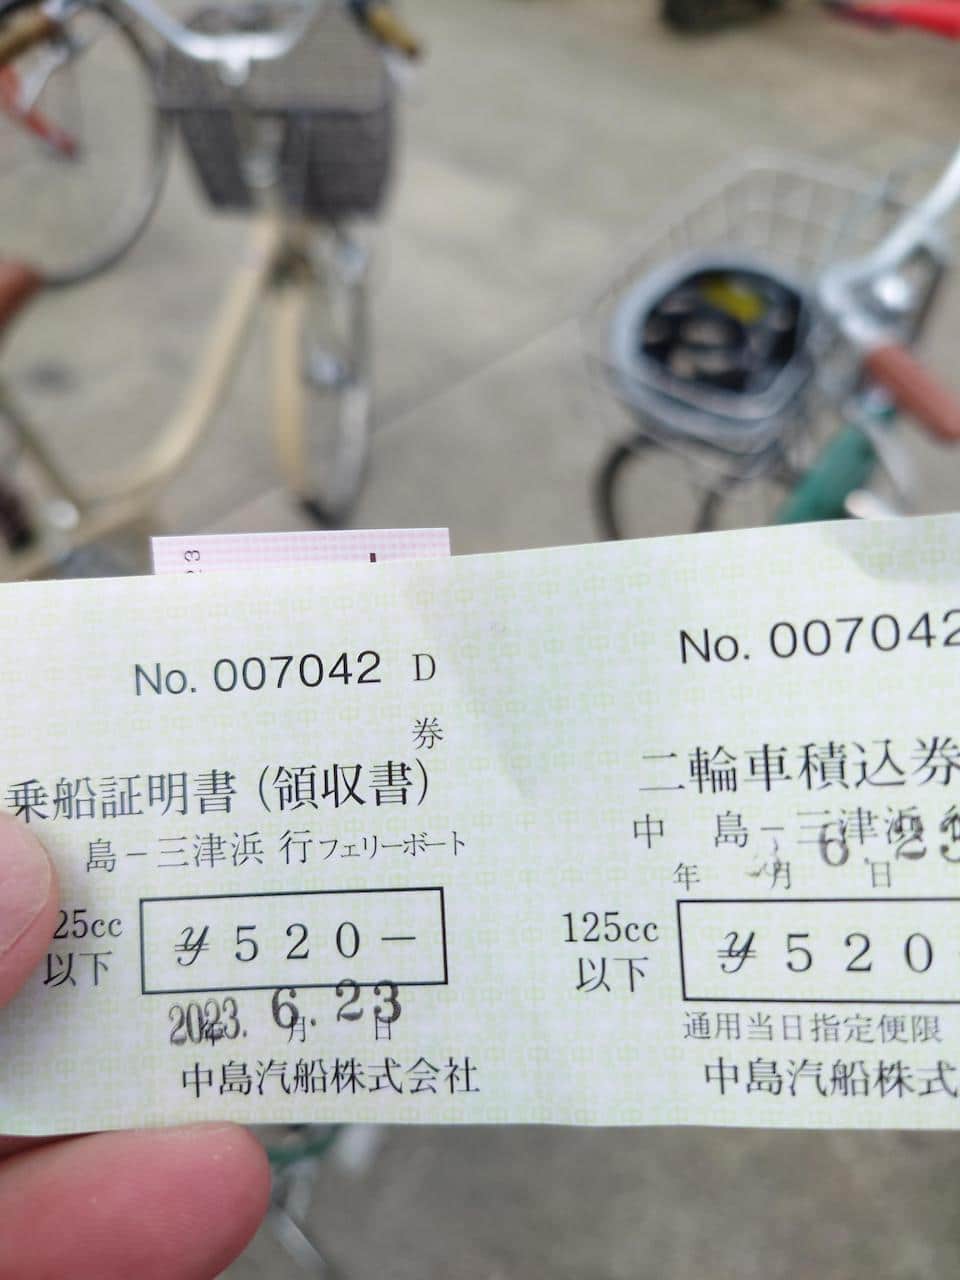 23
No. 007042 D
券
乗船証明書 (領収書)
島－三津浜 行フェリーボート
25cc
以下
¥520－
2023. 6. 23
年 月 日
中島汽船株式会社
No. 007042
二輪車積込券
中 島－三津浜
6. 23
年 月 日
125cc
以下
¥520
通用当日指定便限
中島汽船株式